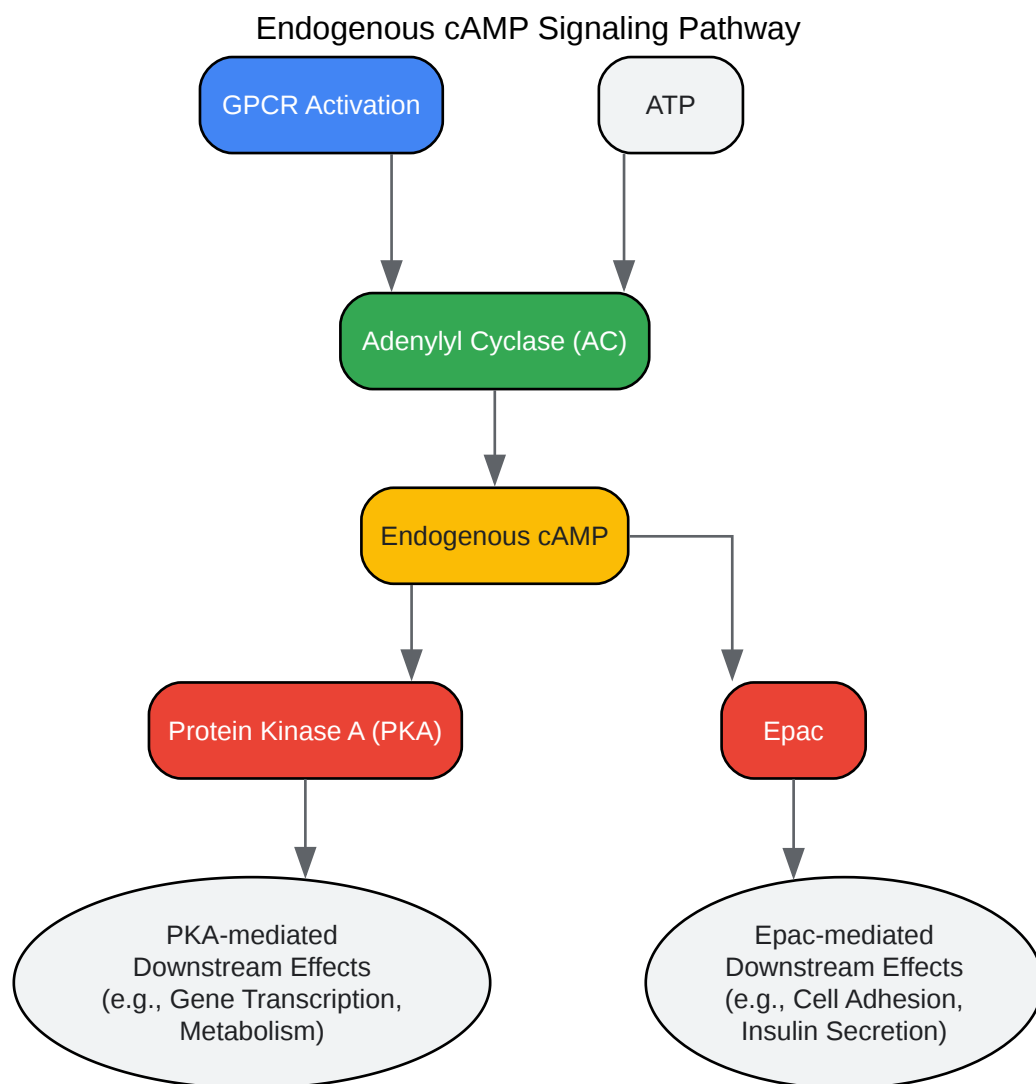 Endogenous cAMP Signaling Pathway
GPCR Activation
ATP
Adenylyl Cyclase (AC)
Endogenous cAMP
Protein Kinase A (PKA)
Epac
PKA-mediated
Downstream Effects
(e.g., Gene Transcription,
Metabolism)
Epac-mediated
Downstream Effects
(e.g., Cell Adhesion,
Insulin Secretion)